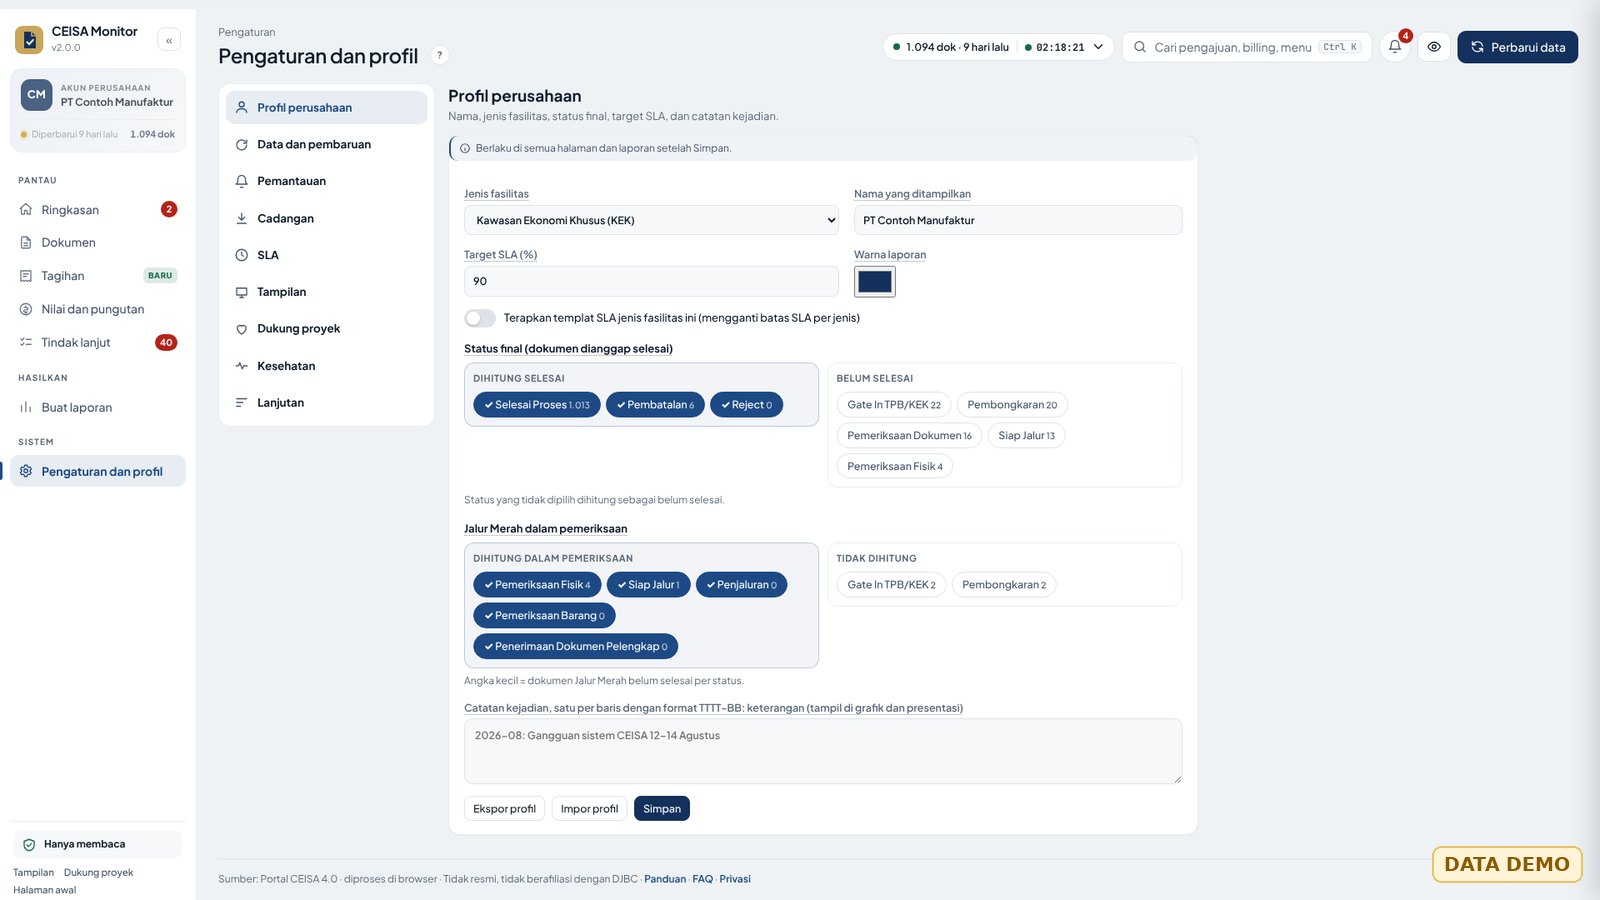 CEISA Monitor
v2.0.0
«
CM
AKUN PERUSAHAAN
PT Contoh Manufaktur
Diperbarui 9 hari lalu 1.094 dok
PANTAU
Ringkasan 2
Dokumen
Tagihan BARU
Nilai dan pungutan
Tindak lanjut 40
HASILKAN
Buat laporan
SISTEM
Pengaturan dan profil
Hanya membaca
Tampilan Dukung proyek
Halaman awal
Pengaturan
Pengaturan dan profil ?
1.094 dok · 9 hari lalu 02:18:21
Cari pengajuan, billing, menu Ctrl K
4
Perbarui data
Profil perusahaan
Data dan pembaruan
Pemantauan
Cadangan
SLA
Tampilan
Dukung proyek
Kesehatan
Lanjutan
Profil perusahaan
Nama, jenis fasilitas, status final, target SLA, dan catatan kejadian.
Berlaku di semua halaman dan laporan setelah Simpan.
Jenis fasilitas Nama yang ditampilkan
Kawasan Ekonomi Khusus (KEK) PT Contoh Manufaktur
Target SLA (%) Warna laporan
90
Terapkan templat SLA jenis fasilitas ini (mengganti batas SLA per jenis)
Status final (dokumen dianggap selesai)
DIHITUNG SELESAI
✓ Selesai Proses 1.013 ✓ Pembatalan 6 ✓ Reject 0
BELUM SELESAI
Gate In TPB/KEK 22 Pembongkaran 20
Pemeriksaan Dokumen 16 Siap Jalur 13
Pemeriksaan Fisik 4
Status yang tidak dipilih dihitung sebagai belum selesai.
Jalur Merah dalam pemeriksaan
DIHITUNG DALAM PEMERIKSAAN
✓ Pemeriksaan Fisik 4 ✓ Siap Jalur 1 ✓ Penjaluran 0
✓ Pemeriksaan Barang 0
✓ Penerimaan Dokumen Pelengkap 0
TIDAK DIHITUNG
Gate In TPB/KEK 2 Pembongkaran 2
Angka kecil = dokumen Jalur Merah belum selesai per status.
Catatan kejadian, satu per baris dengan format TTTT-BB: keterangan (tampil di grafik dan presentasi)
2026-08: Gangguan sistem CEISA 12–14 Agustus
Ekspor profil Impor profil Simpan
Sumber: Portal CEISA 4.0 · diproses di browser · Tidak resmi, tidak berafiliasi dengan DJBC · Panduan · FAQ · Privasi
DATA DEMO